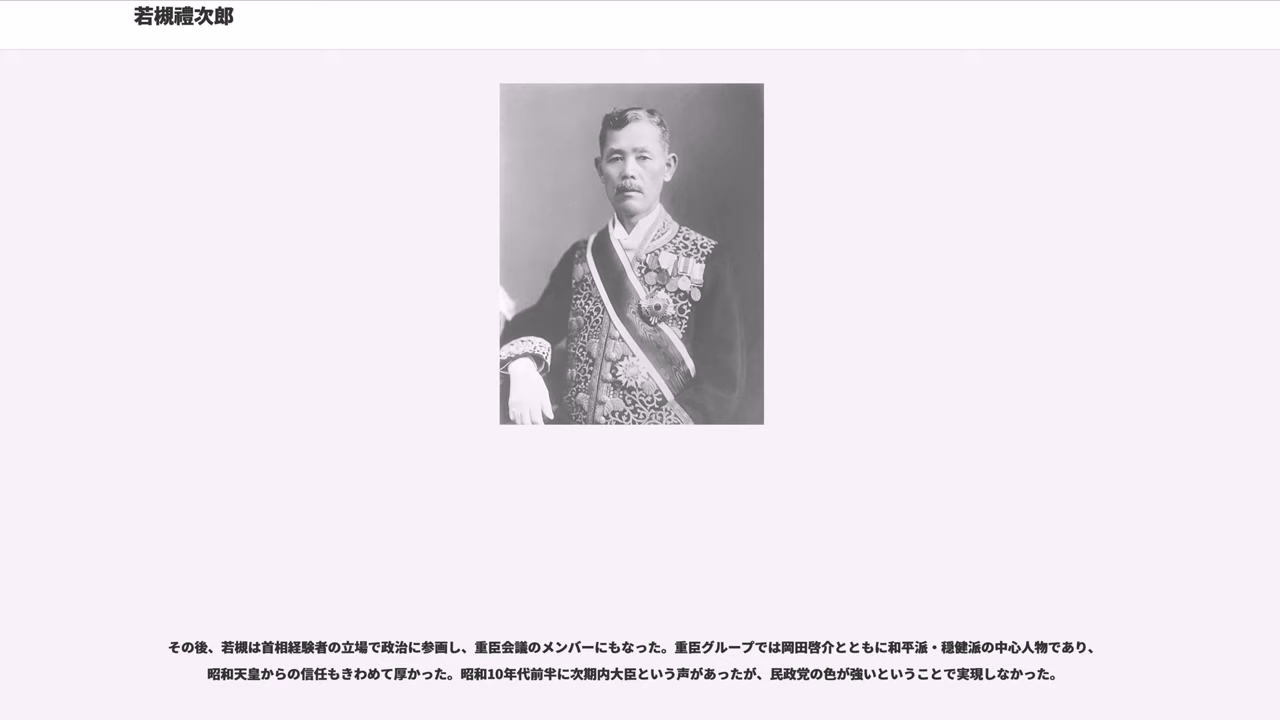 若槻禮次郎
その後、若槻は首相経験者の立場で政治に参画し、重臣会議のメンバーにもなった。重臣グループでは岡田啓介とともに和平派・穏健派の中心人物であり、
昭和天皇からの信任もきわめて厚かった。昭和10年代前半に次期内大臣という声があったが、民政党の色が強いということで実現しなかった。